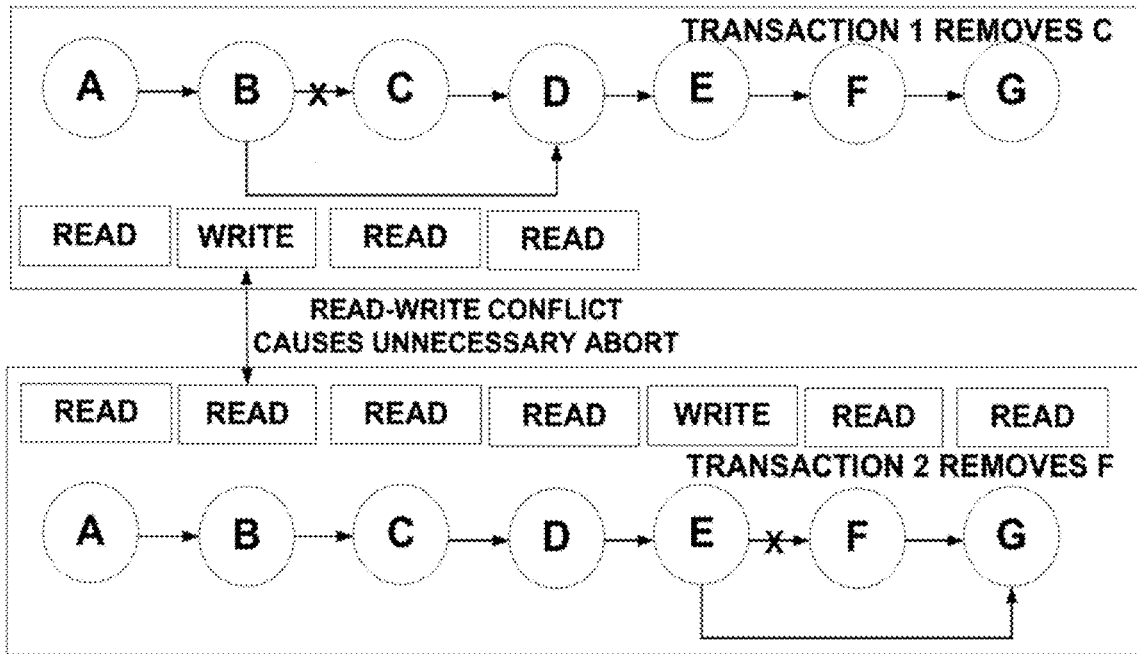 TRANSACTION 1 REMOVES C
A B C D E F G
X
READ WRITE READ READ
READ-WRITE CONFLICT
CAUSES UNNECESSARY ABORT
READ READ READ READ WRITE READ READ
TRANSACTION 2 REMOVES F
A B C D E F G
X